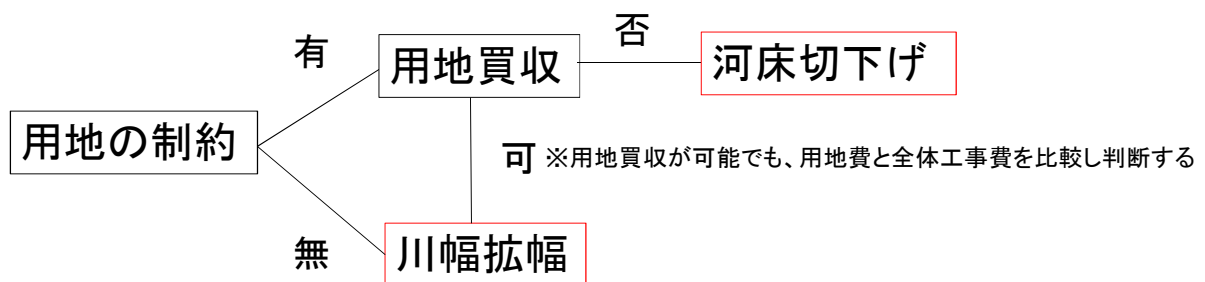 否
有
用地買収
河床切下げ
用地の制約
可 ※用地買収が可能でも、用地費と全体工事費を比較し判断する
無
川幅拡幅